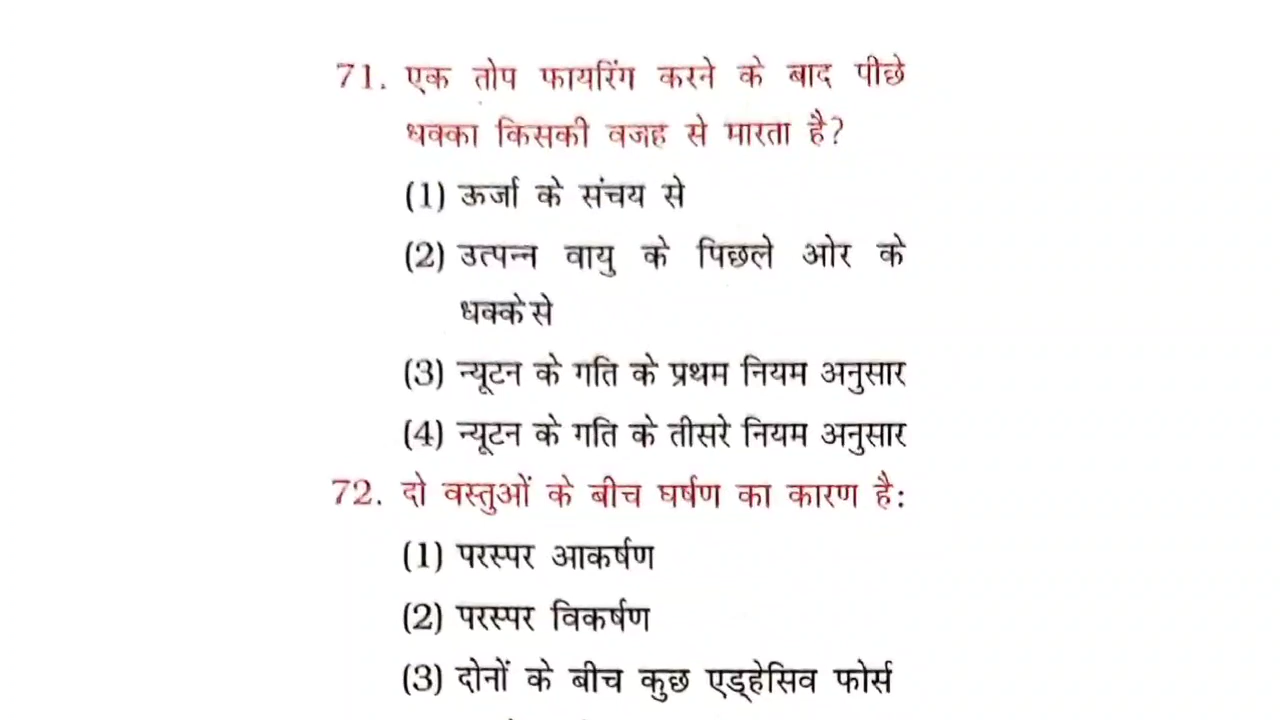 71. एक तोप फायरिंग करने के बाद पीछे
धक्का किसकी वजह से मारता है?
(1) ऊर्जा के संचय से
(2) उत्पन्न वायु के पिछले ओर के
धक्केसे
(3) न्यूटन के गति के प्रथम नियम अनुसार
(4) न्यूटन के गति के तीसरे नियम अनुसार
72. दो वस्तुओं के बीच घर्षण का कारण है:
(1) परस्पर आकर्षण
(2) परस्पर विकर्षण
(3) दोनों के बीच कुछ एड्हेसिव फोर्स